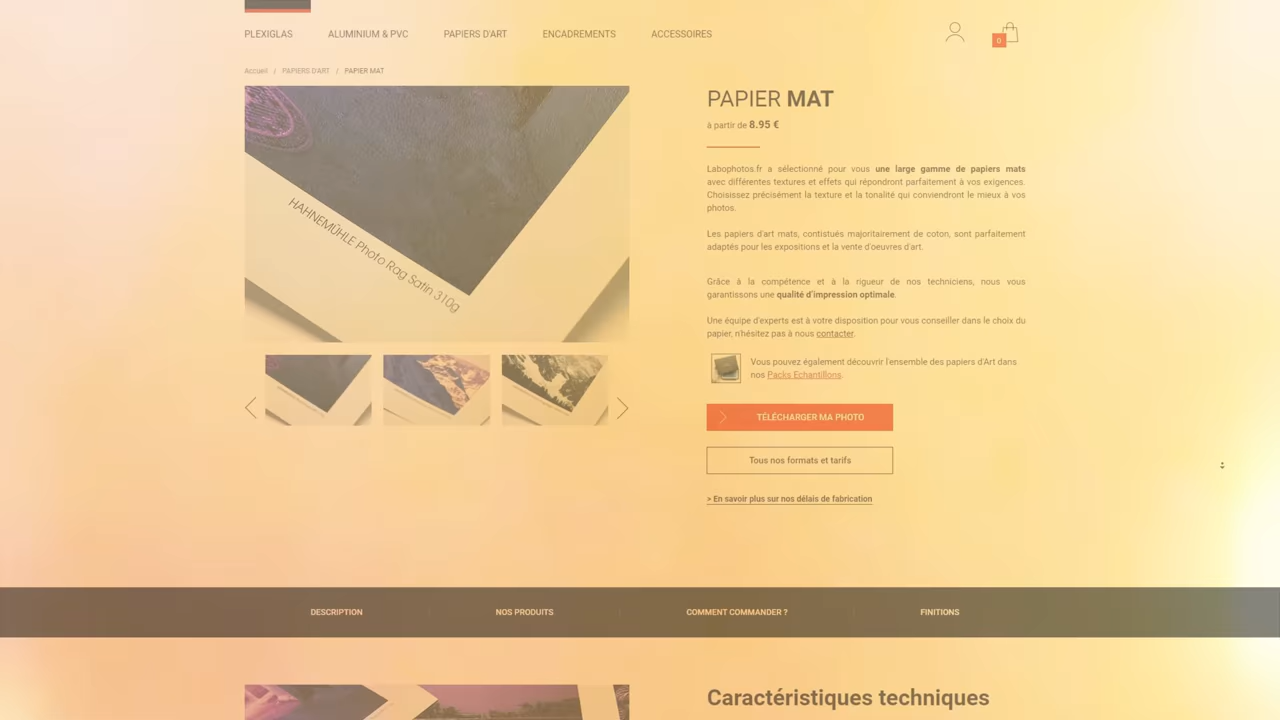 PLEXIGLAS ALUMINIUM & PVC PAPIERS D'ART ENCADREMENTS ACCESSOIRES
0
Accueil / PAPIERS D'ART / PAPIER MAT
PAPIER MAT
à partir de 8.95 €
Labophotos.fr a sélectionné pour vous une large gamme de papiers mats
avec différentes textures et effets qui répondront parfaitement à vos exigences.
Choisissez précisément la texture et la tonalité qui conviendront le mieux à vos
photos.
Les papiers d'art mats, contistués majoritairement de coton, sont parfaitement
adaptés pour les expositions et la vente d'oeuvres d'art.
Grâce à la compétence et à la rigueur de nos techniciens, nous vous
garantissons une qualité d'impression optimale.
Une équipe d'experts est à votre disposition pour vous conseiller dans le choix du
papier, n'hésitez pas à nous contacter.
Vous pouvez également découvrir l'ensemble des papiers d'Art dans
nos Packs Echantillons.
TÉLÉCHARGER MA PHOTO
Tous nos formats et tarifs
> En savoir plus sur nos délais de fabrication
HAHNEMÜHLE Photo Rag Satin 310g
DESCRIPTION NOS PRODUITS COMMENT COMMANDER ? FINITIONS
Caractéristiques techniques